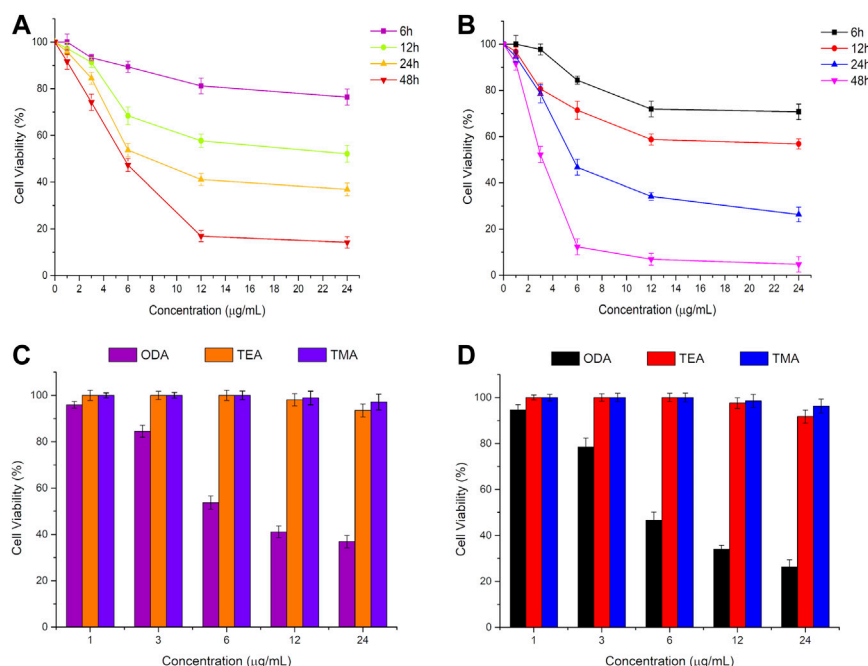 A
6h
12h
24h
48h
100
80
60
40
20
0
Cell Viability (%)
0 2 4 6 8 10 12 14 16 18 20 22 24
Concentration (μg/mL)
B
6h
12h
24h
48h
100
80
60
40
20
0
Cell Viability (%)
0 2 4 6 8 10 12 14 16 18 20 22 24
Concentration (μg/mL)
C
ODA TEA TMA
100
80
60
40
20
0
Cell Viability (%)
1 3 6 12 24
Concentration (μg/mL)
D
ODA TEA TMA
100
80
60
40
20
0
Cell Viability (%)
1 3 6 12 24
Concentration (μg/mL)